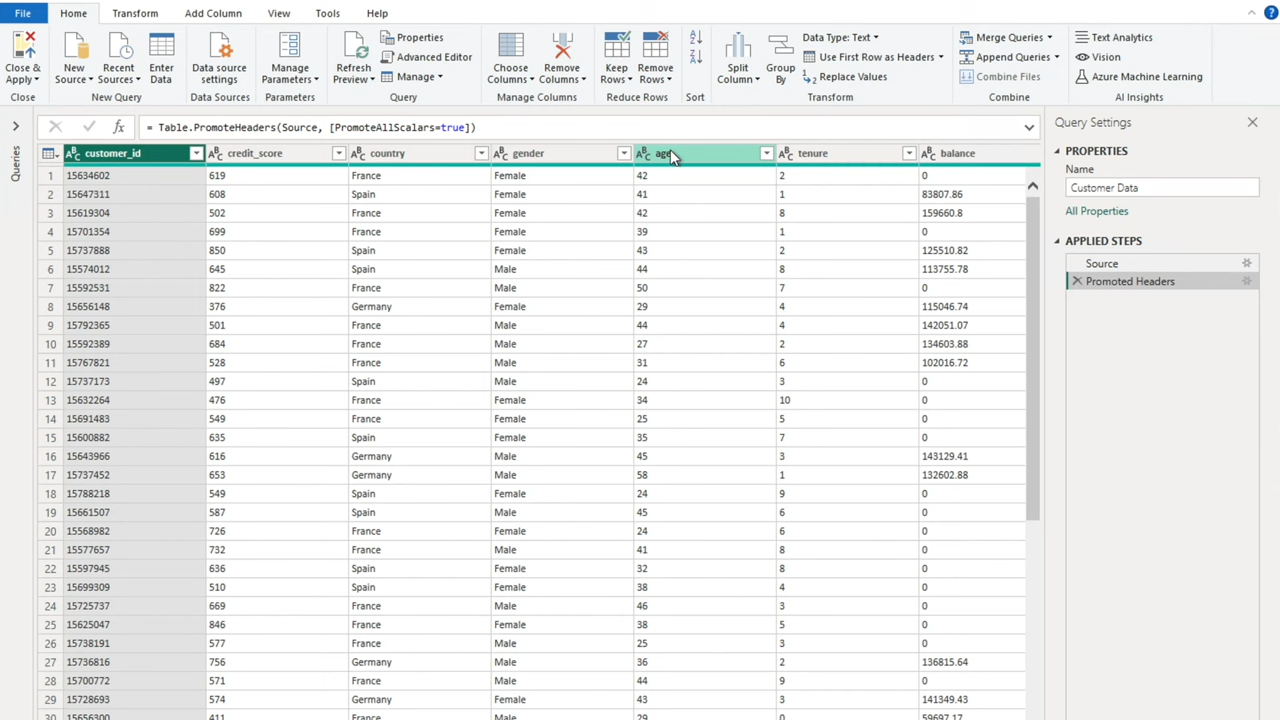 File Home Transform Add Column View Tools Help
Close & Apply New Source Recent Sources Enter Data Data source settings Manage Parameters Refresh Preview Properties Advanced Editor Manage Choose Columns Remove Columns Keep Rows Remove Rows Split Column Group By Data Type: Text Use First Row as Headers Replace Values Merge Queries Append Queries Combine Files Text Analytics Vision Azure Machine Learning
Close New Query Data Sources Parameters Query Manage Columns Reduce Rows Sort Transform Combine AI Insights
fx = Table.PromoteHeaders(Source, [PromoteAllScalars=true])
Queries
customer_id credit_score country gender age tenure balance
1 15634602 619 France Female 42 2 0
2 15647311 608 Spain Female 41 1 83807.86
3 15619304 502 France Female 42 8 159660.8
4 15701354 699 France Female 39 1 0
5 15737888 850 Spain Female 43 2 125510.82
6 15574012 645 Spain Male 44 8 113755.78
7 15592531 822 France Male 50 7 0
8 15656148 376 Germany Female 29 4 115046.74
9 15792365 501 France Male 44 4 142051.07
10 15592389 684 France Male 27 2 134603.88
11 15767821 528 France Male 31 6 102016.72
12 15737173 497 Spain Male 24 3 0
13 15632264 476 France Female 34 10 0
14 15691483 549 France Female 25 5 0
15 15600882 635 Spain Female 35 7 0
16 15643966 616 Germany Male 45 3 143129.41
17 15737452 653 Germany Male 58 1 132602.88
18 15788218 549 Spain Female 24 9 0
19 15661507 587 Spain Male 45 6 0
20 15568982 726 France Female 24 6 0
21 15577657 732 France Male 41 8 0
22 15597945 636 Spain Female 32 8 0
23 15699309 510 Spain Female 38 4 0
24 15725737 669 France Male 46 3 0
25 15625047 846 France Female 38 5 0
26 15738191 577 France Male 25 3 0
27 15736816 756 Germany Male 36 2 136815.64
28 15700772 571 France Male 44 9 0
29 15728693 574 Germany Female 43 3 141349.43
30 15656300 411 France Male 29 0 59697.17
Query Settings
PROPERTIES
Name
Customer Data
All Properties
APPLIED STEPS
Source
Promoted Headers